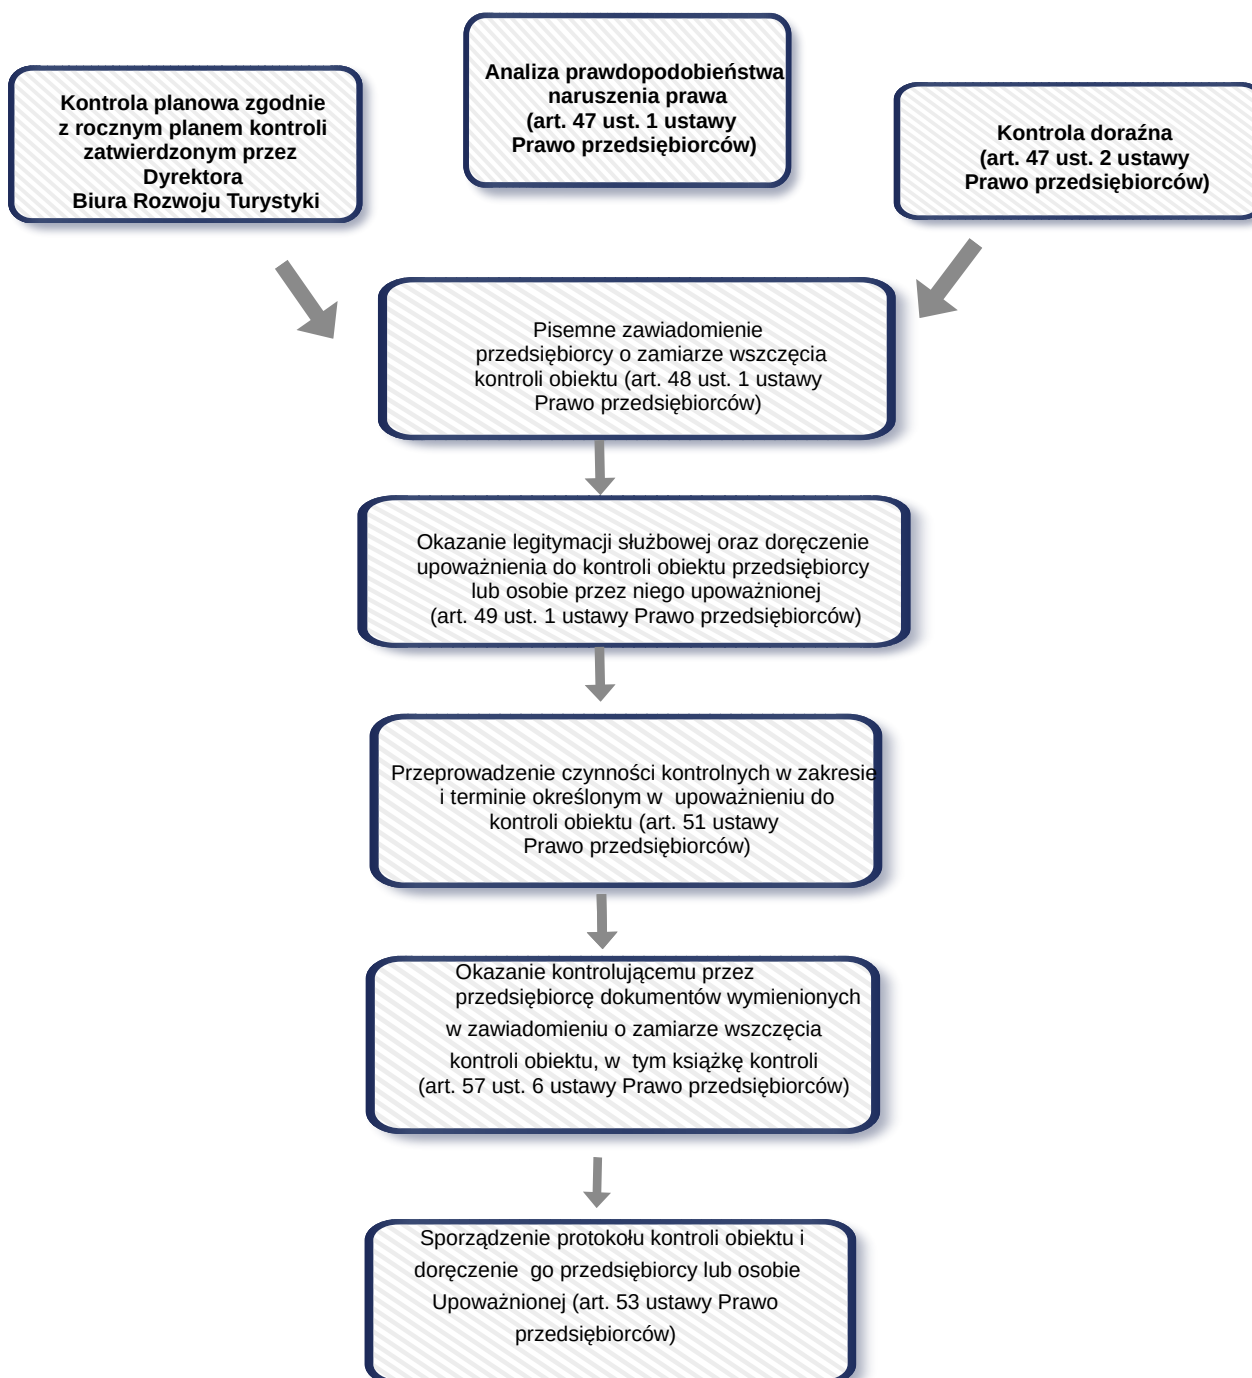 Kontrola planowa zgodnie
z rocznym planem kontroli
zatwierdzonym przez
Dyrektora
Biura Rozwoju Turystyki
Analiza prawdopodobieństwa
naruszenia prawa
(art. 47 ust. 1 ustawy
Prawo przedsiębiorców)
Kontrola doraźna
(art. 47 ust. 2 ustawy
Prawo przedsiębiorców)
Pisemne zawiadomienie
przedsiębiorcy o zamiarze wszczęcia
kontroli obiektu (art. 48 ust. 1 ustawy
Prawo przedsiębiorców)
Okazanie legitymacji służbowej oraz doręczenie
upoważnienia do kontroli obiektu przedsiębiorcy
lub osobie przez niego upoważnionej
(art. 49 ust. 1 ustawy Prawo przedsiębiorców)
Przeprowadzenie czynności kontrolnych w zakresie
i terminie określonym w upoważnieniu do
kontroli obiektu (art. 51 ustawy
Prawo przedsiębiorców)
Okazanie kontrolującemu przez
przedsiębiorcę dokumentów wymienionych
w zawiadomieniu o zamiarze wszczęcia
kontroli obiektu, w tym książkę kontroli
(art. 57 ust. 6 ustawy Prawo przedsiębiorców)
Sporządzenie protokołu kontroli obiektu i
doręczenie go przedsiębiorcy lub osobie
Upoważnionej (art. 53 ustawy Prawo
przedsiębiorców)